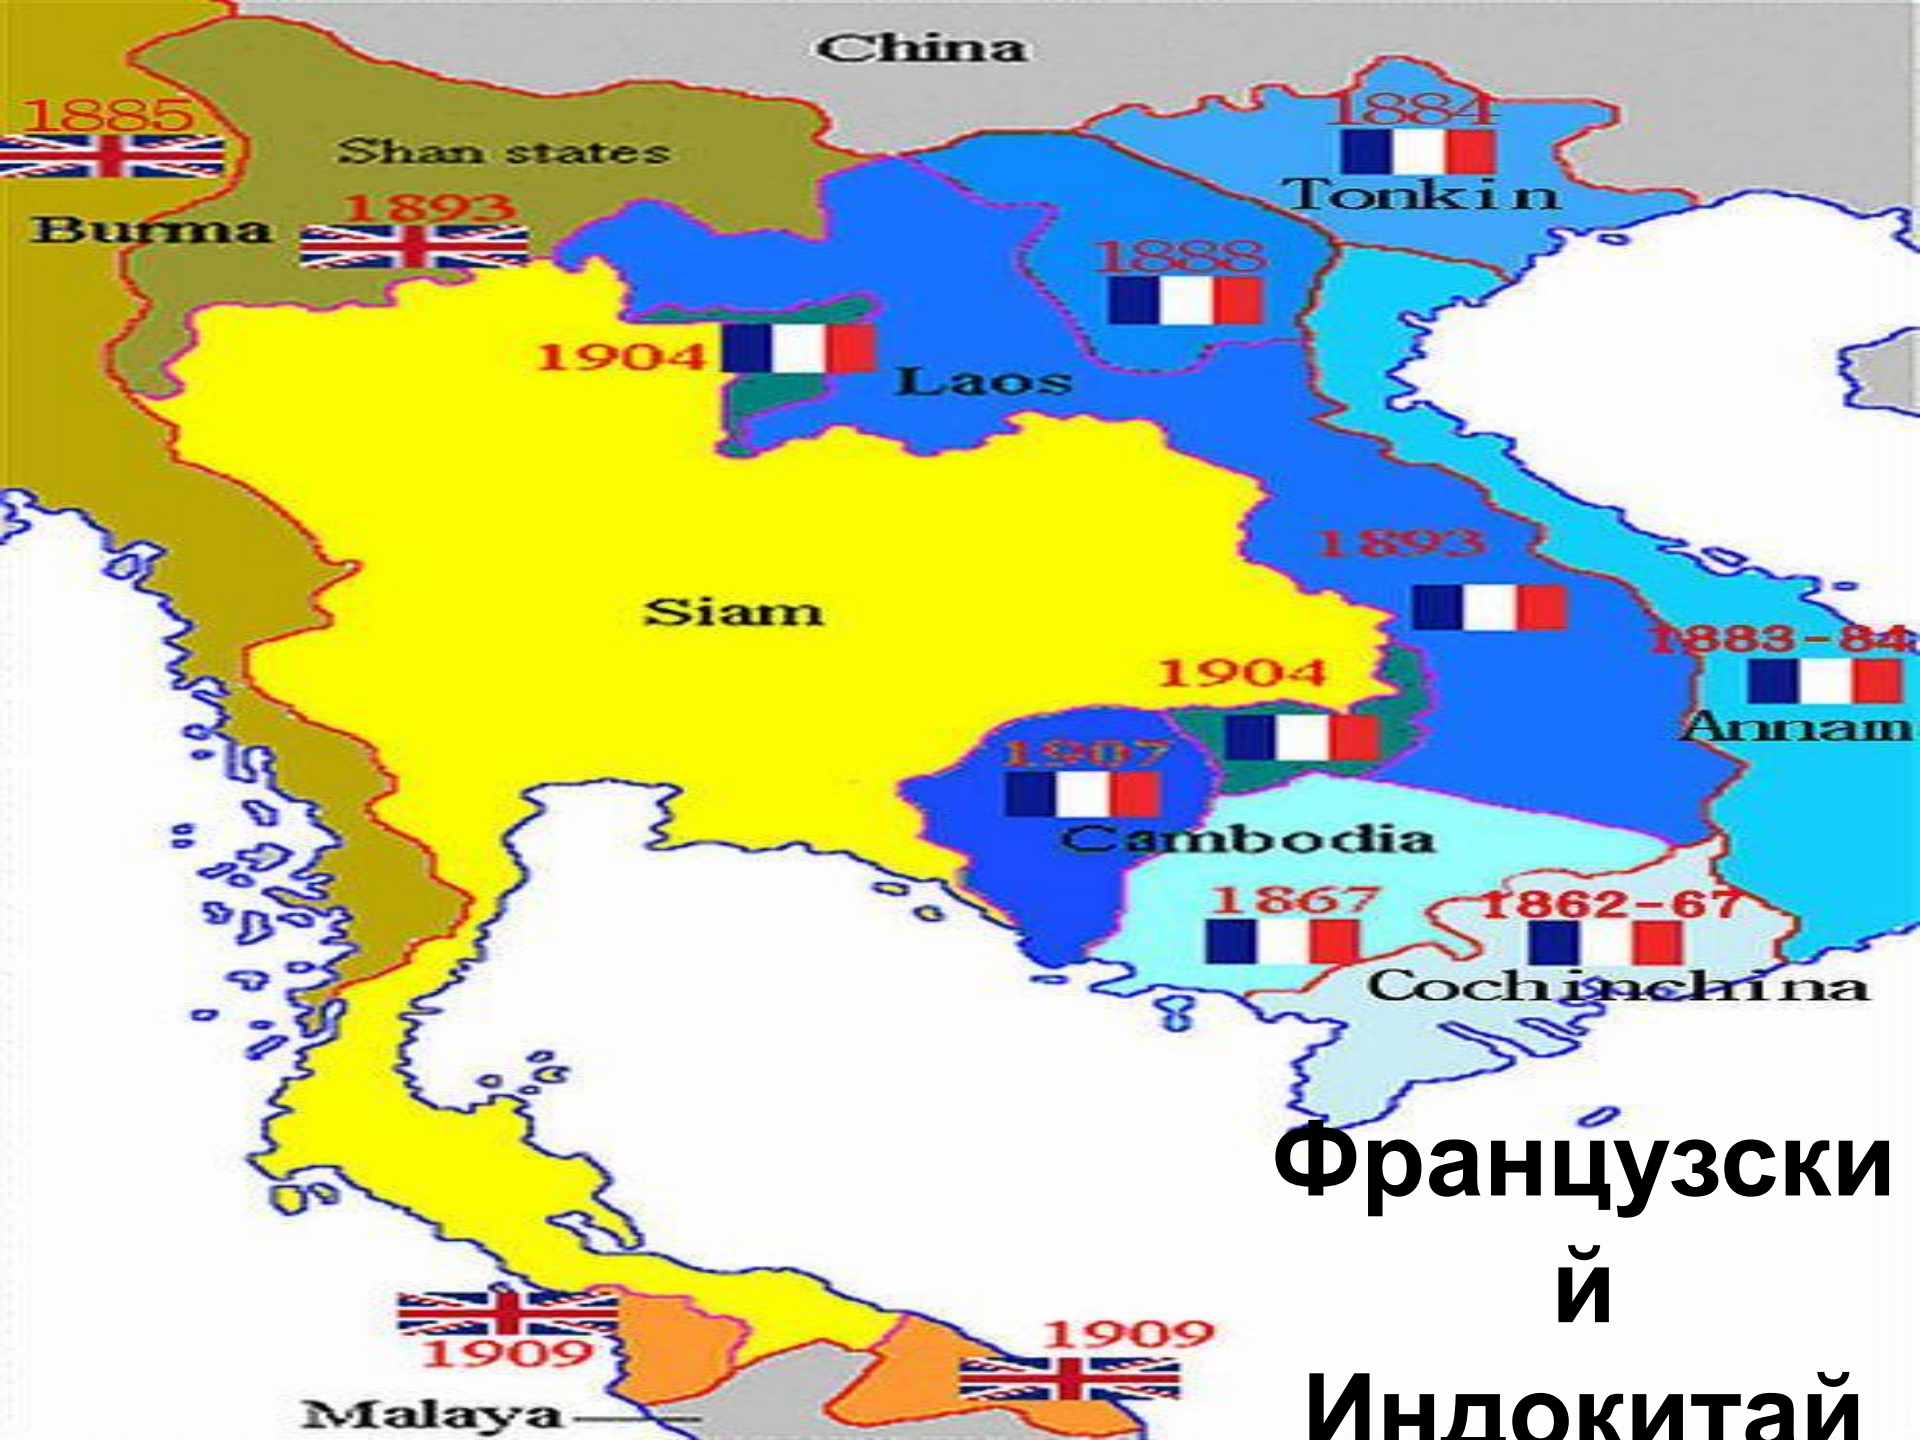 China
1885
1884
Shan states
Tonkin
1893
Burma
1888
1904
Laos
1893
Siam
1883-84
1904
Annam
1907
Cambodia
1867
1862-67
Cochinchina
Французски
й
Индокитай
1909
1909
Malaya